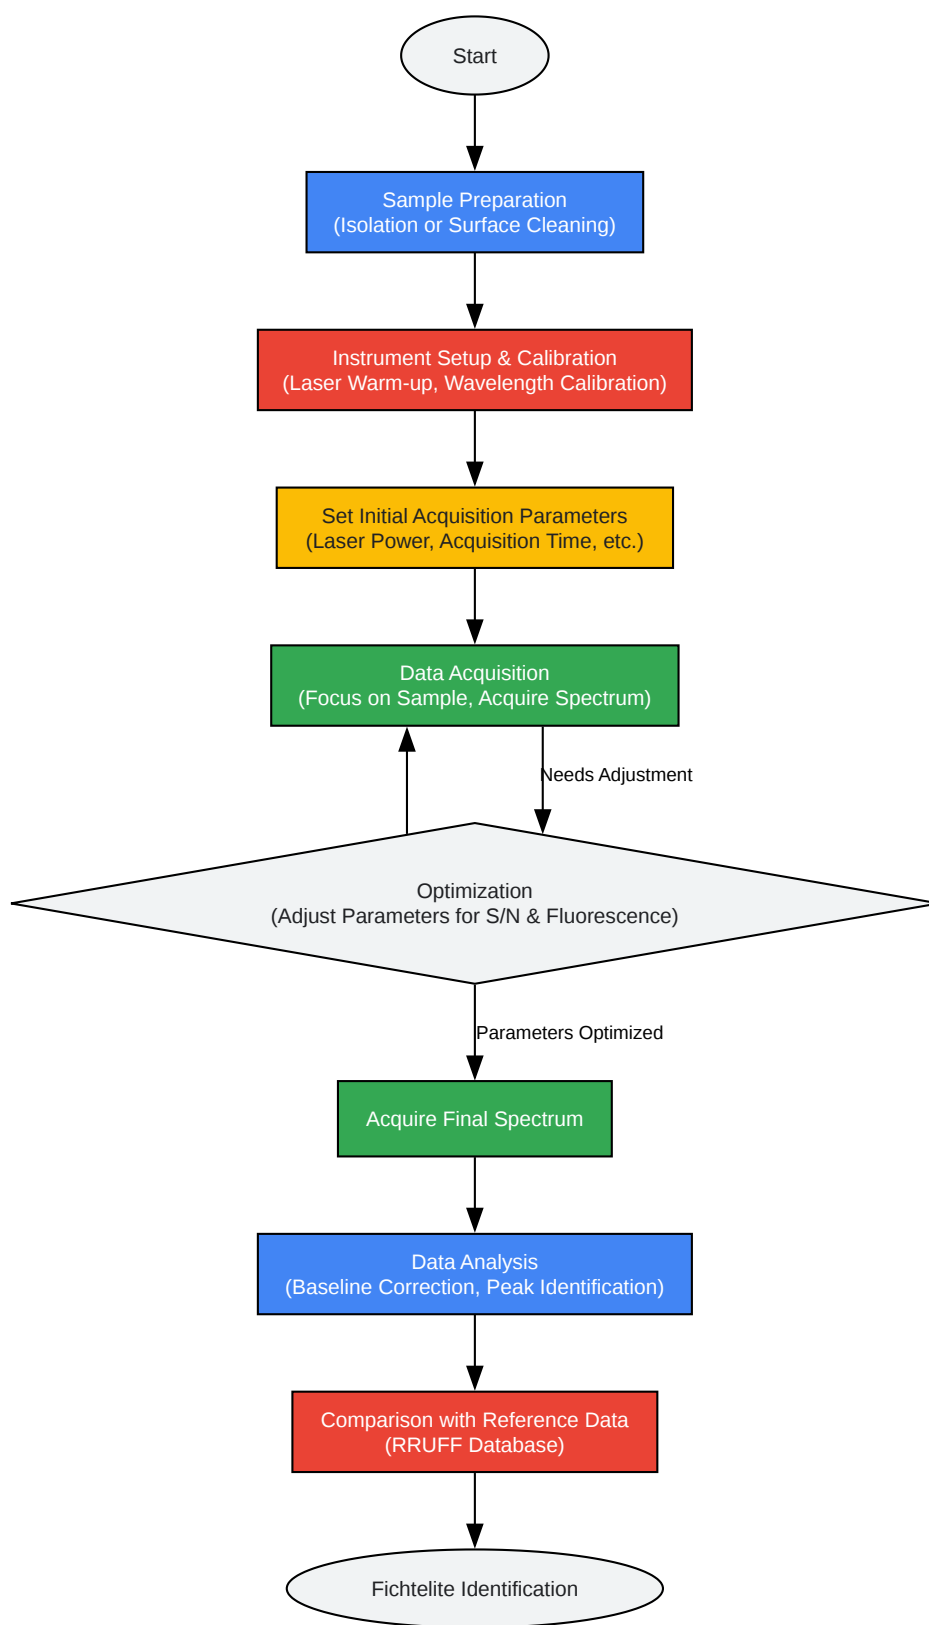 Start
Sample Preparation
(Isolation or Surface Cleaning)
Instrument Setup & Calibration
(Laser Warm-up, Wavelength Calibration)
Set Initial Acquisition Parameters
(Laser Power, Acquisition Time, etc.)
Data Acquisition
(Focus on Sample, Acquire Spectrum)
Needs Adjustment
Optimization
(Adjust Parameters for S/N & Fluorescence)
Parameters Optimized
Acquire Final Spectrum
Data Analysis
(Baseline Correction, Peak Identification)
Comparison with Reference Data
(RRUFF Database)
Fichtelite Identification